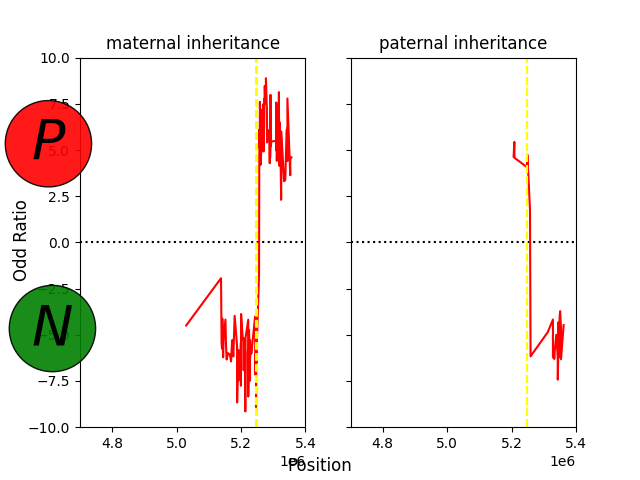 maternal inheritance paternal inheritance
10.0
7.5
P
5.0
2.5
Odd Ratio
0.0
−2.5
N
−5.0
−7.5
−10.0
4.8 5.0 5.2 5.4 4.8 5.0 5.2 5.4
1e6 1e6
Position